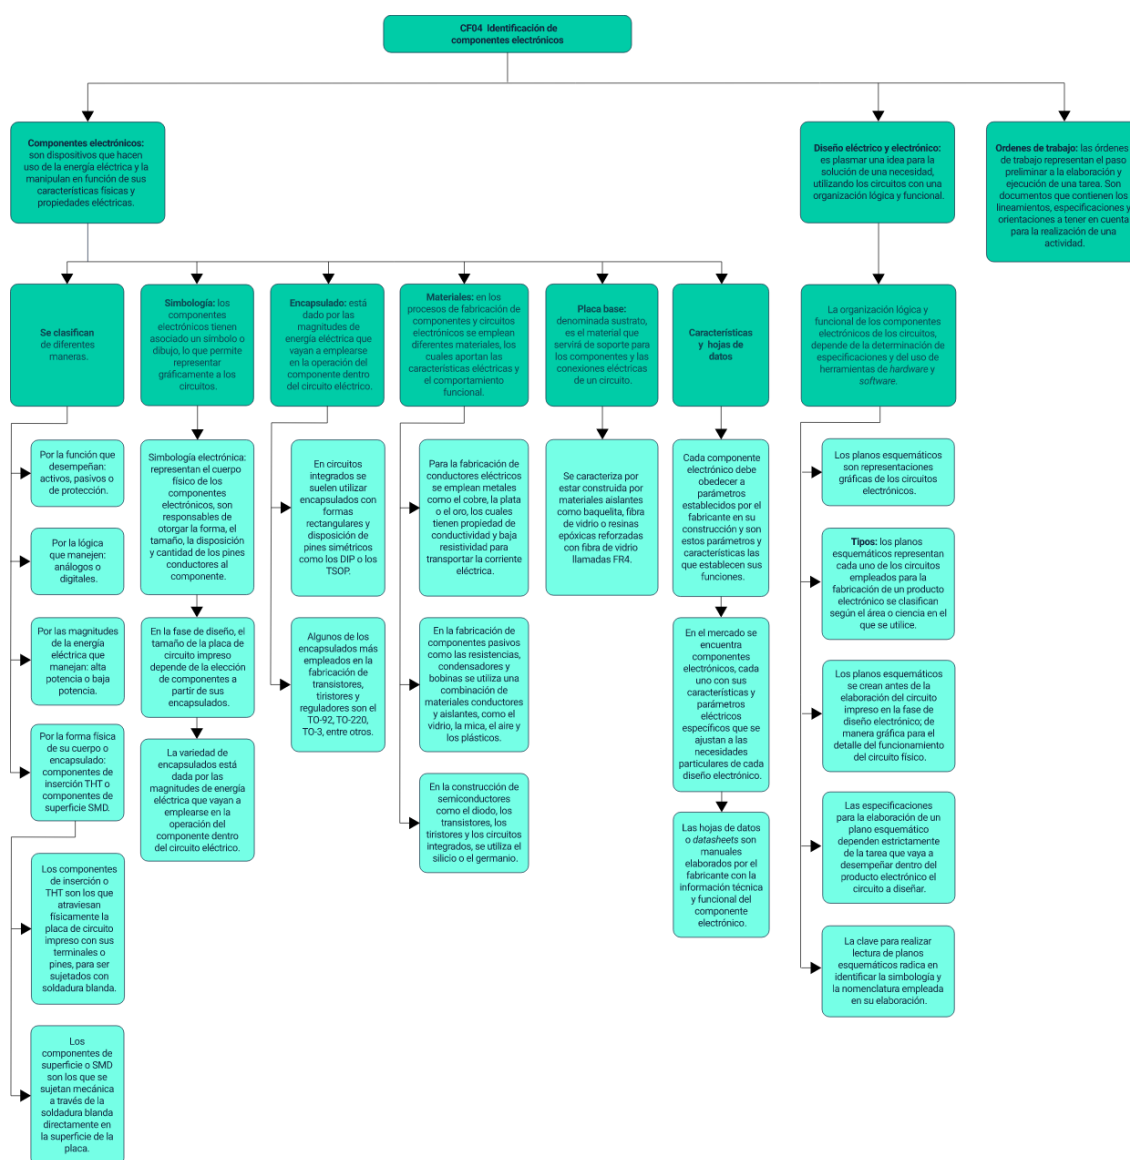 CF04 Identificación de
componentes electrónicos
Componentes electrónicos:
son dispositivos que hacen
uso de la energía eléctrica y la
manipulan en función de sus
características físicas y
propiedades eléctricas.
Diseño eléctrico y electrónico:
es plasmar una idea para la
solución de una necesidad,
utilizando los circuitos con una
organización lógica y funcional.
Ordenes de trabajo: las órdenes
de trabajo representan el paso
preliminar a la elaboración y
ejecución de una tarea. Son
documentos que contienen los
lineamientos, especificaciones y
orientaciones a tener en cuenta
para la realización de una
actividad.
Se clasifican
de diferentes
maneras.
Simbología: los
componentes
electrónicos tienen
asociado un símbolo o
dibujo, lo que permite
representar
gráficamente a los
circuitos.
Encapsulado: está
dado por las
magnitudes de
energía eléctrica que
vayan a emplearse
en la operación del
componente dentro
del circuito eléctrico.
Materiales: en los
procesos de fabricación de
componentes y circuitos
electrónicos se emplean
diferentes materiales, los
cuales aportan las
características eléctricas y
el comportamiento
funcional.
Placa base:
denominada sustrato,
es el material que
servirá de soporte para
los componentes y las
conexiones eléctricas
de un circuito.
Características
y hojas de
datos
La organización lógica y
funcional de los componentes
electrónicos de los circuitos,
depende de la determinación de
especificaciones y del uso de
herramientas de hardware y
software.
Por la función que
desempeñan:
activos, pasivos o
de protección.
Por la lógica
que manejen:
análogos o
digitales.
Por las magnitudes
de la energía
eléctrica que
manejan: alta
potencia o baja
potencia.
Por la forma física
de su cuerpo o
encapsulado:
componentes de
inserción THT o
componentes de
superficie SMD.
Los componentes
de inserción o
THT son los que
atraviesan
físicamente la
placa de circuito
impreso con sus
terminales o
pines, para ser
sujetados con
soldadura blanda.
Los
componentes de
superficie o SMD
son los que se
sujetan mecánica
a través de la
soldadura blanda
directamente en
la superficie de la
placa.
Simbología electrónica:
representan el cuerpo
físico de los
componentes
electrónicos, son
responsables de
otorgar la forma, el
tamaño, la disposición
y cantidad de los pines
conductores al
componente.
En la fase de diseño, el
tamaño de la placa de
circuito impreso
depende de la elección
de componentes a
partir de sus
encapsulados.
La variedad de
encapsulados está
dada por las
magnitudes de energía
eléctrica que vayan a
emplearse en la
operación del
componente dentro
del circuito eléctrico.
En circuitos
integrados se
suelen utilizar
encapsulados con
formas
rectangulares y
disposición de
pines simétricos
como los DIP o los
TSOP.
Algunos de los
encapsulados más
empleados en la
fabricación de
transistores,
tiristores y
reguladores son el
TO-92, TO-220,
TO-3, entre otros.
Para la fabricación de
conductores eléctricos
se emplean metales
como el cobre, la plata
o el oro, los cuales
tienen propiedad de
conductividad y baja
resistividad para
transportar la corriente
eléctrica.
En la fabricación de
componentes pasivos
como las resistencias,
condensadores y
bobinas se utiliza una
combinación de
materiales conductores
y aislantes, como el
vidrio, la mica, el aire
y los plásticos.
En la construcción de
semiconductores
como el diodo, los
transistores, los
tiristores y los circuitos
integrados, se utiliza el
silicio o el germanio.
Se caracteriza por
estar construida por
materiales aislantes
como baquelita, fibra
de vidrio o resinas
epóxicas reforzadas
con fibra de vidrio
llamadas FR4.
Cada componente
electrónico debe
obedecer a
parámetros
establecidos por el
fabricante en su
construcción y son
estos parámetros y
características las
que establecen sus
funciones.
En el mercado se
encuentra
componentes
electrónicos, cada
uno con sus
características y
parámetros
eléctricos
específicos que se
ajustan a las
necesidades
particulares de cada
diseño electrónico.
Las hojas de datos
o datasheets son
manuales
elaborados por el
fabricante con la
información técnica
y funcional del
componente
electrónico.
Los planos esquemáticos
son representaciones
gráficas de los circuitos
electrónicos.
Tipos: los planos
esquemáticos representan
cada uno de los circuitos
empleados para la
fabricación de un producto
electrónico se clasifican
según el área o ciencia en el
que se utilice.
Los planos esquemáticos
se crean antes de la
elaboración del circuito
impreso en la fase de
diseño electrónico; de
manera gráfica para el
detalle del funcionamiento
del circuito físico.
Las especificaciones
para la elaboración de un
plano esquemático
dependen estrictamente
de la tarea que vaya a
desempeñar dentro del
producto electrónico el
circuito a diseñar.
La clave para realizar
lectura de planos
esquemáticos radica en
identificar la simbología y
la nomenclatura empleada
en su elaboración.